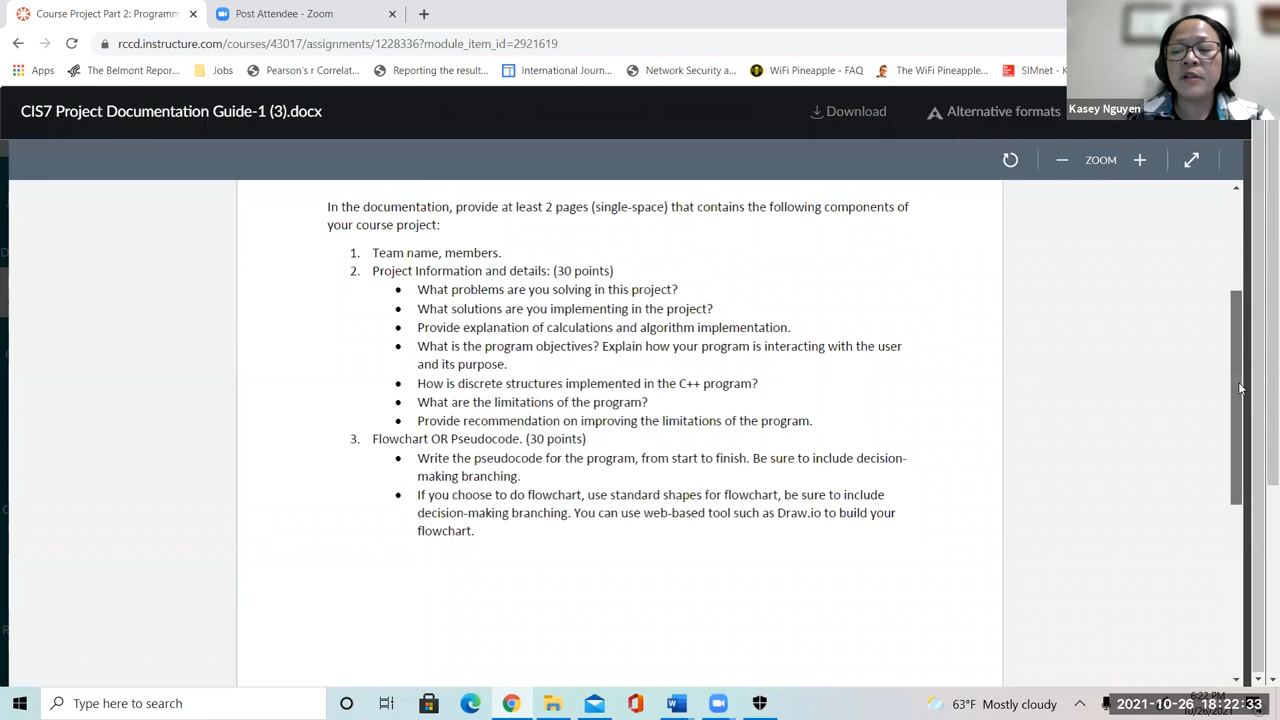 Course Project Part 2: Programm
Post Attendee - Zoom
rccd.instructure.com/courses/43017/assignments/1228336?module_item_id=2921619
Apps
The Belmont Repor...
Jobs
Pearson's r Correlat...
Reporting the result...
International Journ...
Network Security a...
WiFi Pineapple - FAQ
The WiFi Pineapple...
SIMnet - K
Kasey Nguyen
CIS7 Project Documentation Guide-1 (3).docx
Download
Alternative formats
ZOOM
In the documentation, provide at least 2 pages (single-space) that contains the following components of
your course project:
1. Team name, members.
2. Project Information and details: (30 points)
• What problems are you solving in this project?
• What solutions are you implementing in the project?
• Provide explanation of calculations and algorithm implementation.
• What is the program objectives? Explain how your program is interacting with the user
and its purpose.
• How is discrete structures implemented in the C++ program?
• What are the limitations of the program?
• Provide recommendation on improving the limitations of the program.
3. Flowchart OR Pseudocode. (30 points)
• Write the pseudocode for the program, from start to finish. Be sure to include decision-
making branching.
• If you choose to do flowchart, use standard shapes for flowchart, be sure to include
decision-making branching. You can use web-based tool such as Draw.io to build your
flowchart.
Type here to search
63°F Mostly cloudy
6:22 PM
2021-10-26 18:22:33